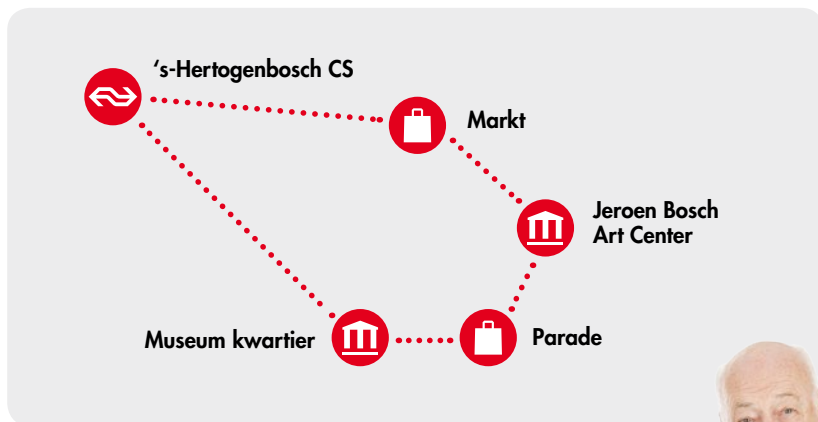 ‘s-Hertogenbosch CS
Markt
Jeroen Bosch
Art Center
Museum kwartier
Parade